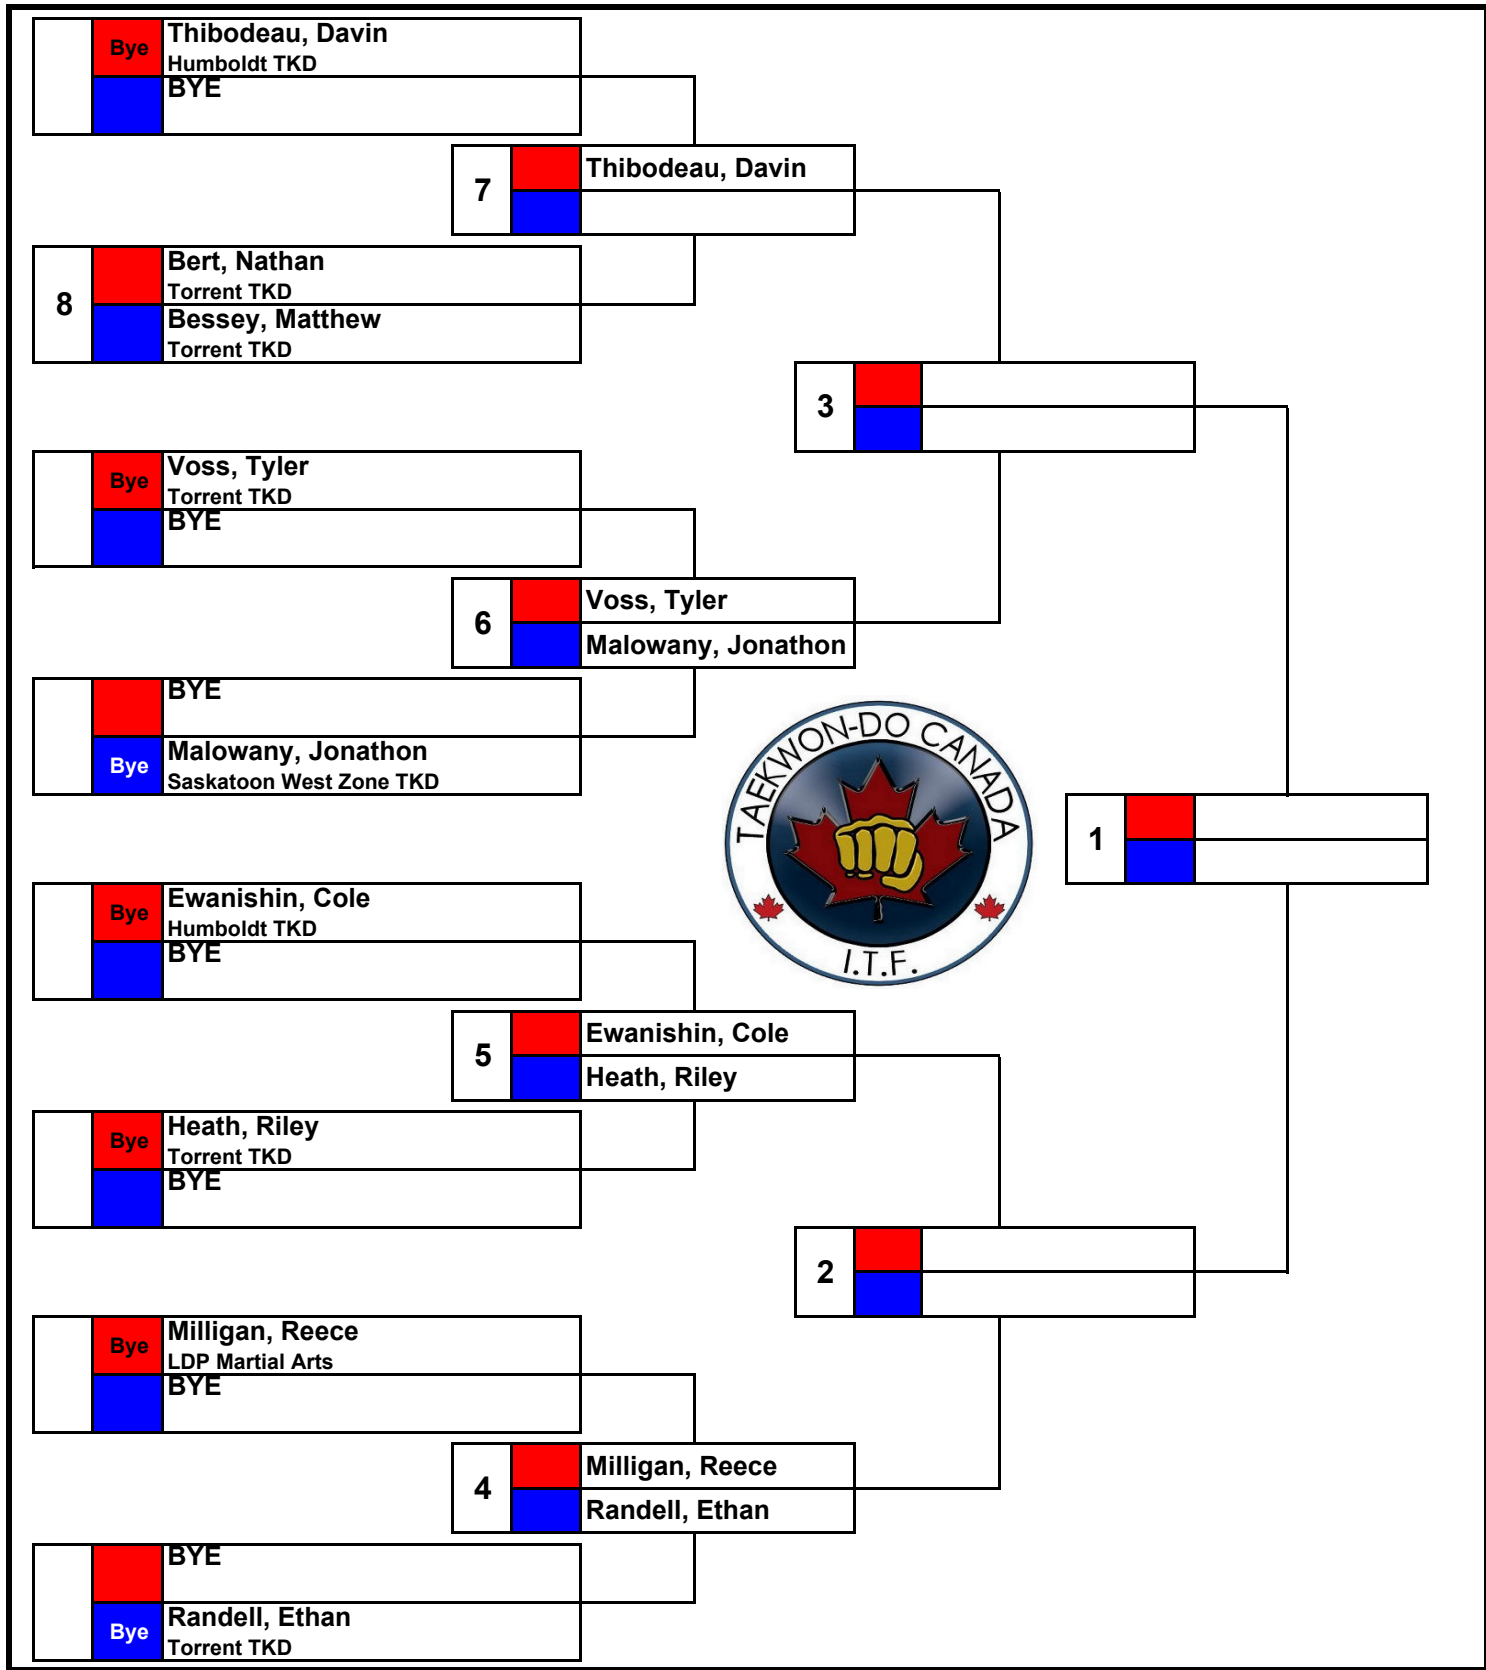 Bye Thibodeau, Davin
Humboldt TKD
BYE
7 Thibodeau, Davin
8 Bert, Nathan
Torrent TKD
Bessey, Matthew
Torrent TKD
3
Bye Voss, Tyler
Torrent TKD
BYE
6 Voss, Tyler
Malowany, Jonathon
BYE
Bye Malowany, Jonathon
Saskatoon West Zone TKD
TAEKWON-DO CANADA
I.T.F.
1
Bye Ewanishin, Cole
Humboldt TKD
BYE
5 Ewanishin, Cole
Heath, Riley
Bye Heath, Riley
Torrent TKD
BYE
2
Bye Milligan, Reece
LDP Martial Arts
BYE
4 Milligan, Reece
Randell, Ethan
BYE
Bye Randell, Ethan
Torrent TKD